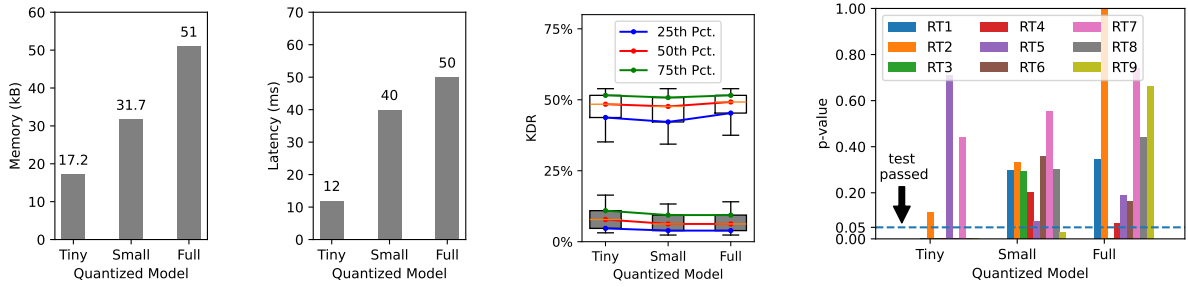 60
50
40
30
20
10
0
Memory (kB)
17.2
31.7
51
Tiny
Small
Full
Quantized Model
70
60
50
40
30
20
10
0
Latency (ms)
12
40
50
Tiny
Small
Full
Quantized Model
75%
50%
25%
0%
KDR
25th Pct.
50th Pct.
75th Pct.
Tiny
Small
Full
Quantized Model
1.00
0.80
0.60
0.40
0.20
0.05
0.00
p-value
RT1
RT2
RT3
RT4
RT5
RT6
RT7
RT8
RT9
test
passed
Tiny
Small
Full
Quantized Model